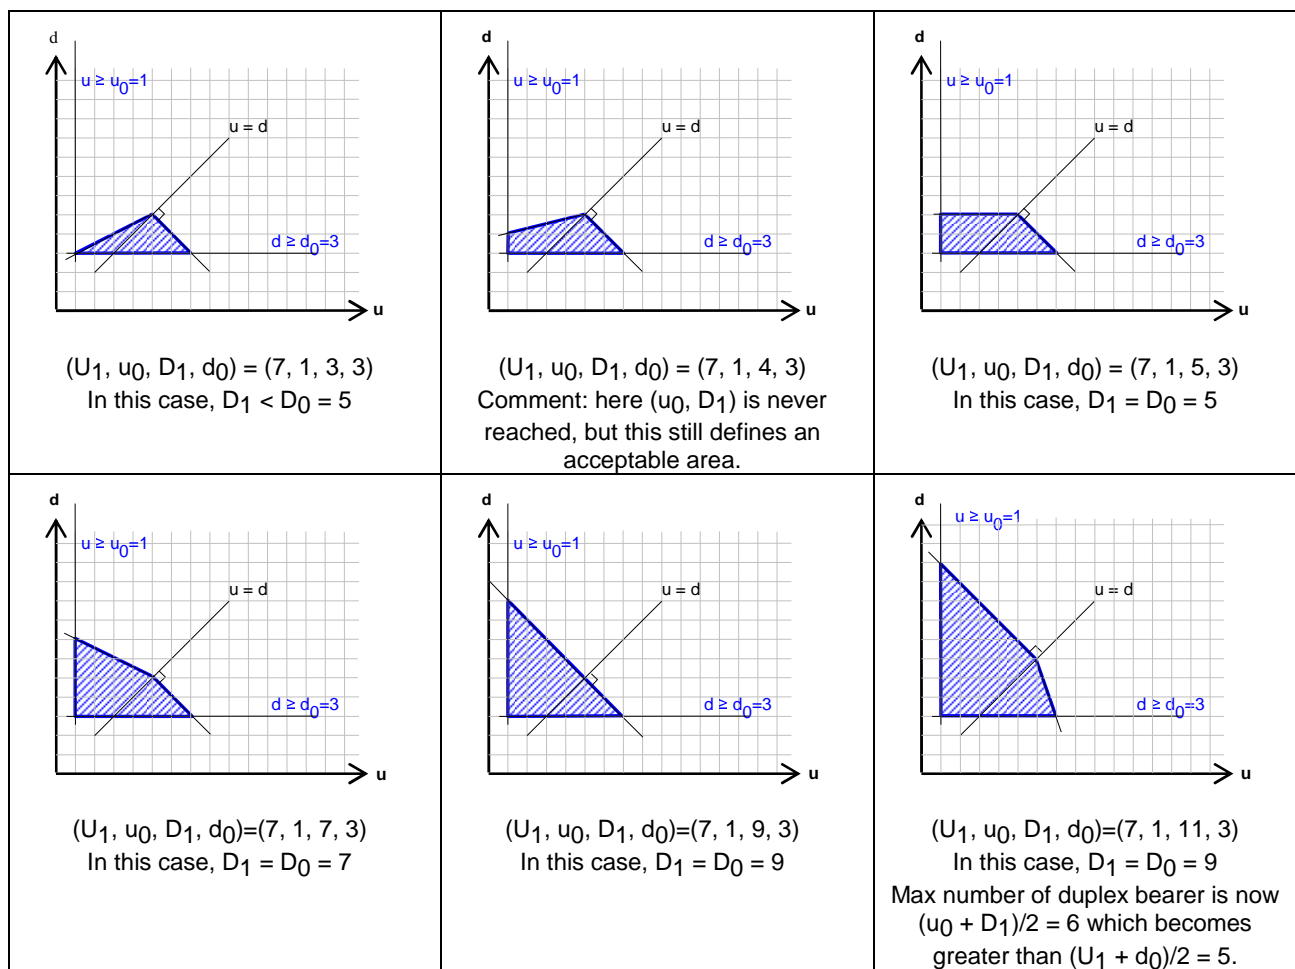 d
u ≥ u0=1
u = d
d ≥ d0=3
u
(U1, u0, D1, d0) = (7, 1, 3, 3)
In this case, D1 < D0 = 5
d
u ≥ u0=1
u = d
d ≥ d0=3
u
(U1, u0, D1, d0) = (7, 1, 4, 3)
Comment: here (u0, D1) is never
reached, but this still defines an
acceptable area.
d
u ≥ u0=1
u = d
d ≥ d0=3
u
(U1, u0, D1, d0) = (7, 1, 5, 3)
In this case, D1 = D0 = 5
d
u ≥ u0=1
u = d
d ≥ d0=3
u
(U1, u0, D1, d0)=(7, 1, 7, 3)
In this case, D1 = D0 = 7
d
u ≥ u0=1
u = d
d ≥ d0=3
u
(U1, u0, D1, d0)=(7, 1, 9, 3)
In this case, D1 = D0 = 9
d
u ≥ u0=1
u = d
d ≥ d0=3
u
(U1, u0, D1, d0)=(7, 1, 11, 3)
In this case, D1 = D0 = 9
Max number of duplex bearer is now
(u0 + D1)/2 = 6 which becomes
greater than (U1 + d0)/2 = 5.